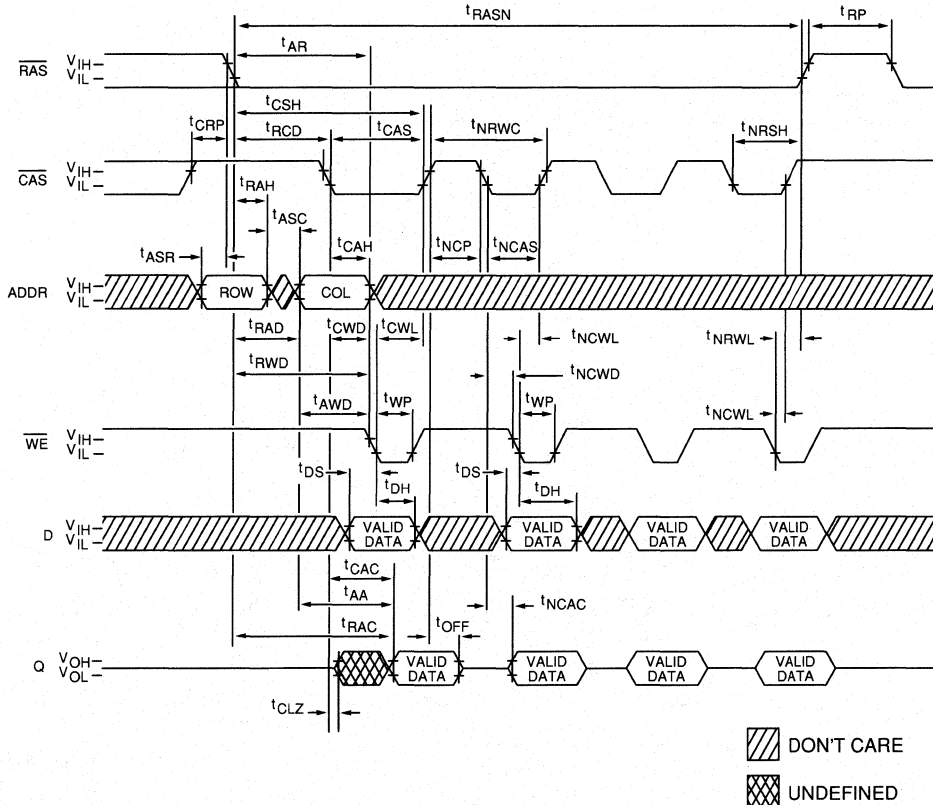 tRASN
tRP
tAR
RAS VIH VIL
tCSH
tCRP tRCD tCAS tNRWC tNRSH
CAS VIH VIL
tRAH
tASC
tASR tCAH tNCP tNCAS
ADDR VIH VIL ROW COL
tRAD tCWD tCWL tNCWL tNRWL
tRWD tNCWD
tAWD tWP tWP tNCWL
WE VIH VIL
tDS tDS
tDH tDH
D VIH VIL VALID DATA VALID DATA VALID DATA VALID DATA
tCAC
tAA tNCAC
tRAC tOFF
Q VOH VOL VALID DATA VALID DATA VALID DATA VALID DATA
tCLZ
DON'T CARE
UNDEFINED